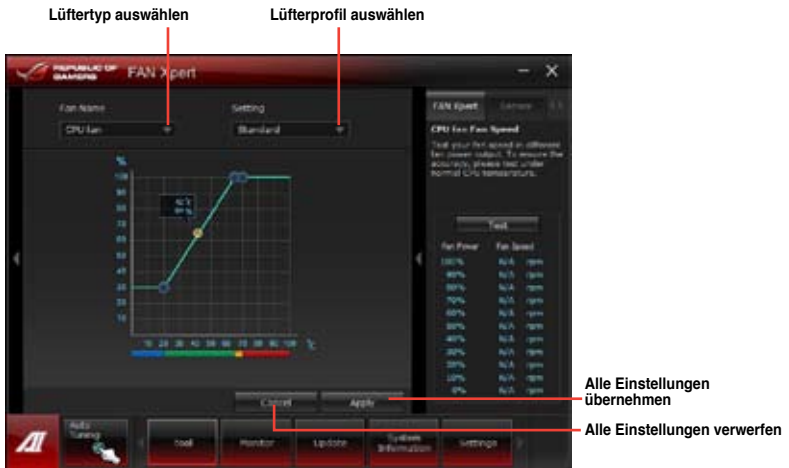 Lüftertyp auswählen
Lüfterprofil auswählen
REPUBLIC OF GAMERS
FAN Xpert
Fan Name
Setting
CPU fan
Standard
FAN Xpert
Sensor
CPU fan Fan Speed
Test your fan speed in different
fan power output. To ensure the
accuracy, please test under
normal CPU temperature.
Test
Fan Power Fan Speed
100% N/A rpm
90% N/A rpm
80% N/A rpm
70% N/A rpm
60% N/A rpm
50% N/A rpm
40% N/A rpm
30% N/A rpm
20% N/A rpm
10% N/A rpm
0% N/A rpm
%
100
90
80
70
60
50
40
30
20
10
10 20 30 40 50 60 70 80 90 100 °C
Cancel
Apply
Alle Einstellungen
übernehmen
Alle Einstellungen verwerfen
Auto
Tuning
Tool
Monitor
Update
System
Information
Settings